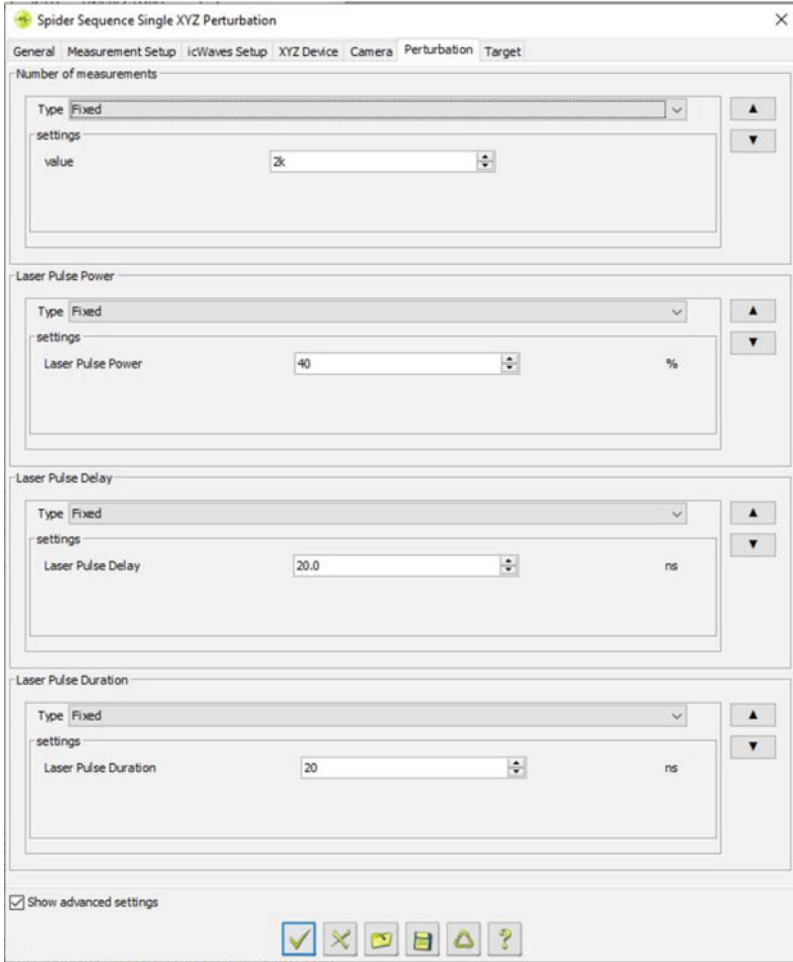 Spider Sequence Single XYZ Perturbation
General Measurement Setup icWaves Setup XYZ Device Camera Perturbation Target
Number of measurements
Type Fixed
settings
value 2k
Laser Pulse Power
Type Fixed
settings
Laser Pulse Power 40 %
Laser Pulse Delay
Type Fixed
settings
Laser Pulse Delay 20.0 ns
Laser Pulse Duration
Type Fixed
settings
Laser Pulse Duration 20 ns
Show advanced settings
?